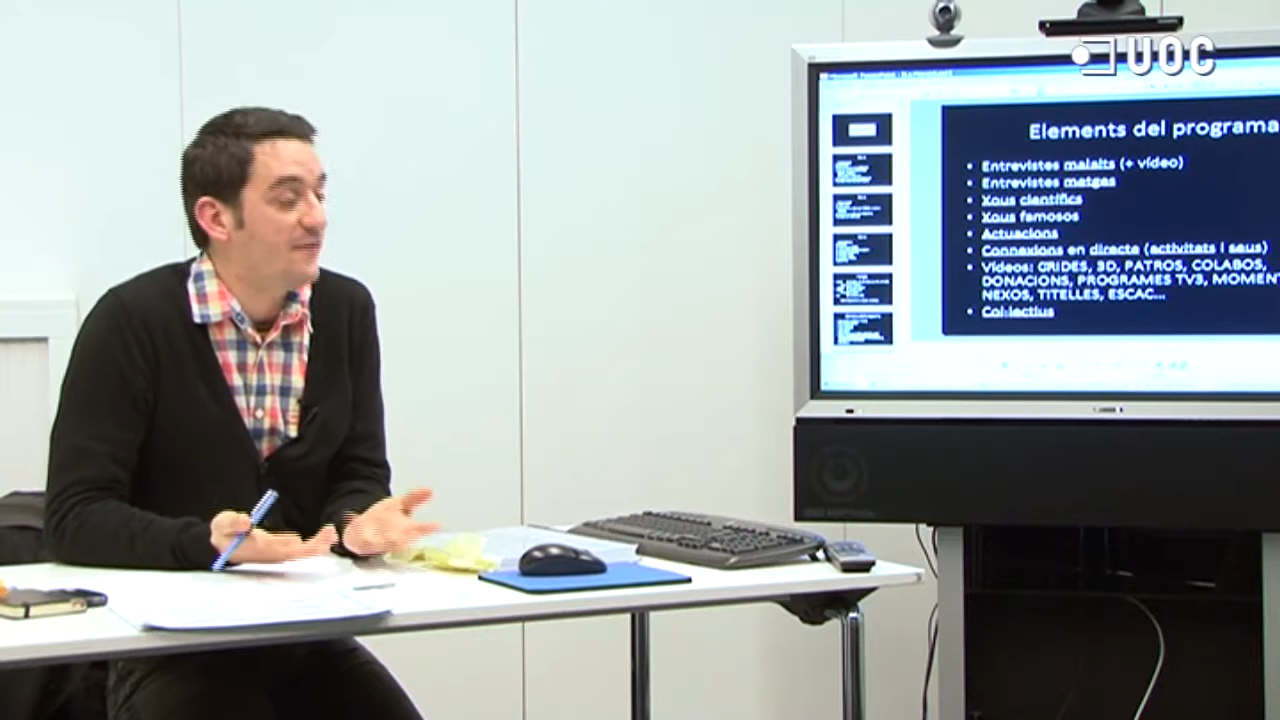 UOC
Elements del programa
• Entrevistes malalts (+ vídeo)
• Entrevistes metges
• Xous científics
• Xous famosos
• Actuacions
• Connexions en directe (activitats i seus)
• Vídeos: CRIDES, 3D, PATROS, COLABOS,
DONACIONS, PROGRAMES TV3, MOMENT
NEXOS, TITELLES, ESCAC...
• Col·lectius